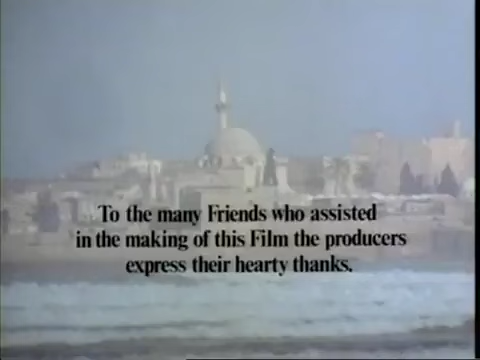 To the many Friends who assisted
in the making of this Film the producers
express their hearty thanks.